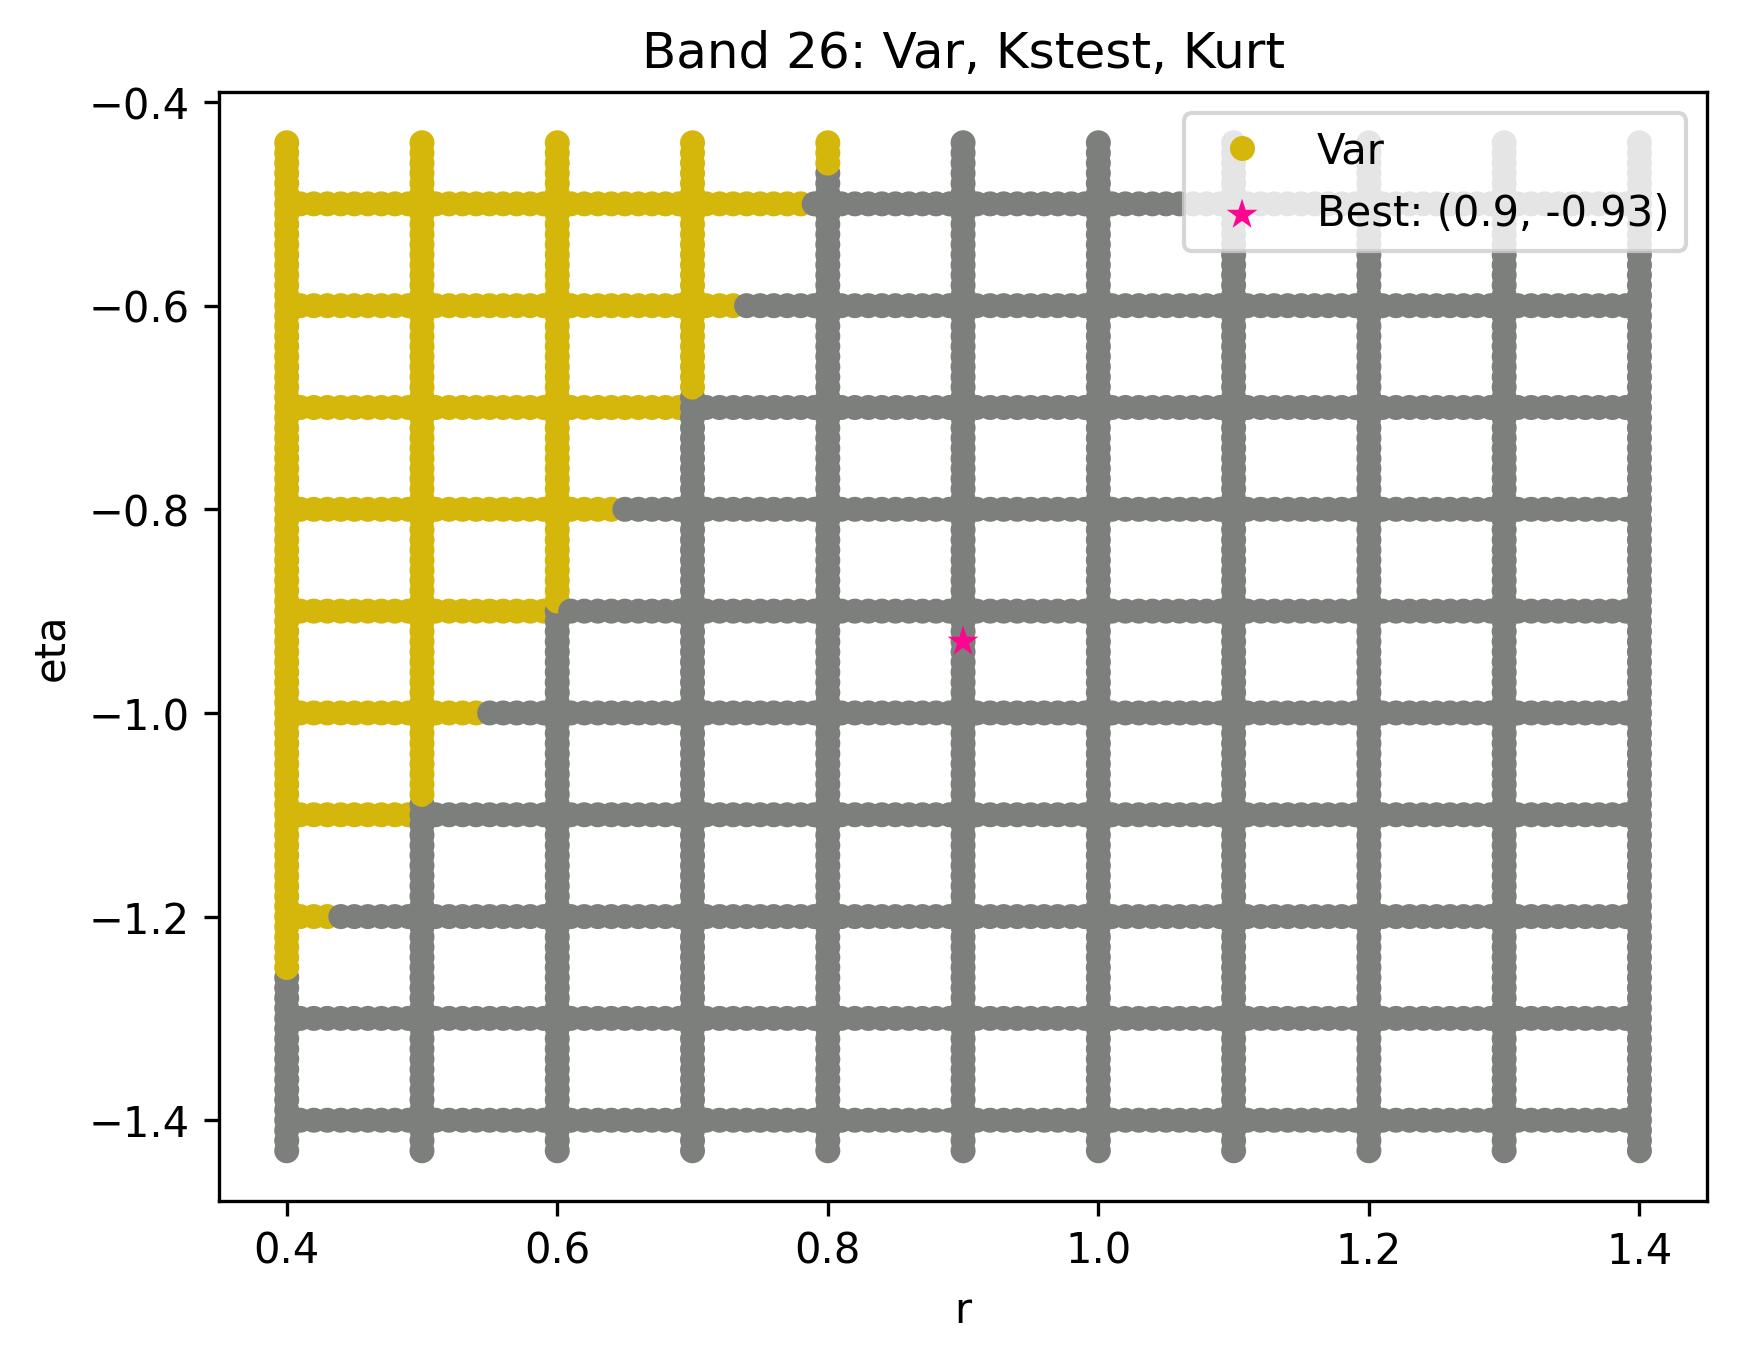 Band 26: Var, Kstest, Kurt
Var
Best: (0.9, -0.93)
eta
−0.4
−0.6
−0.8
−1.0
−1.2
−1.4
0.4 0.6 0.8 1.0 1.2 1.4
r